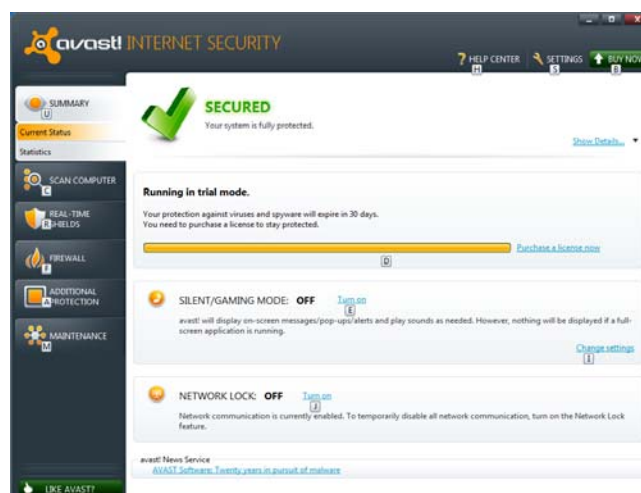 avast! INTERNET SECURITY
? HELP CENTER SETTINGS BUY NOW
H S B
SUMMARY
U
Current Status
Statistics
SCAN COMPUTER
C
REAL-TIME
R SHIELDS
FIREWALL
F
ADDITIONAL
A PROTECTION
MAINTENANCE
M
LIKE AVAST?
SECURED
Your system is fully protected.
Show Details...
Running in trial mode.
Your protection against viruses and spyware will expire in 30 days.
You need to purchase a license to stay protected.
Purchase a license now
D
SILENT/GAMING MODE: OFF Turn on
E
avast! will display on-screen messages/pop-ups/alerts and play sounds as needed. However, nothing will be displayed if a full-
screen application is running.
Change settings
I
NETWORK LOCK: OFF Turn on
J
Network communication is currently enabled. To temporarily disable all network communication, turn on the Network Lock
feature.
avast! News Service
AVAST Software: Twenty years in pursuit of malware